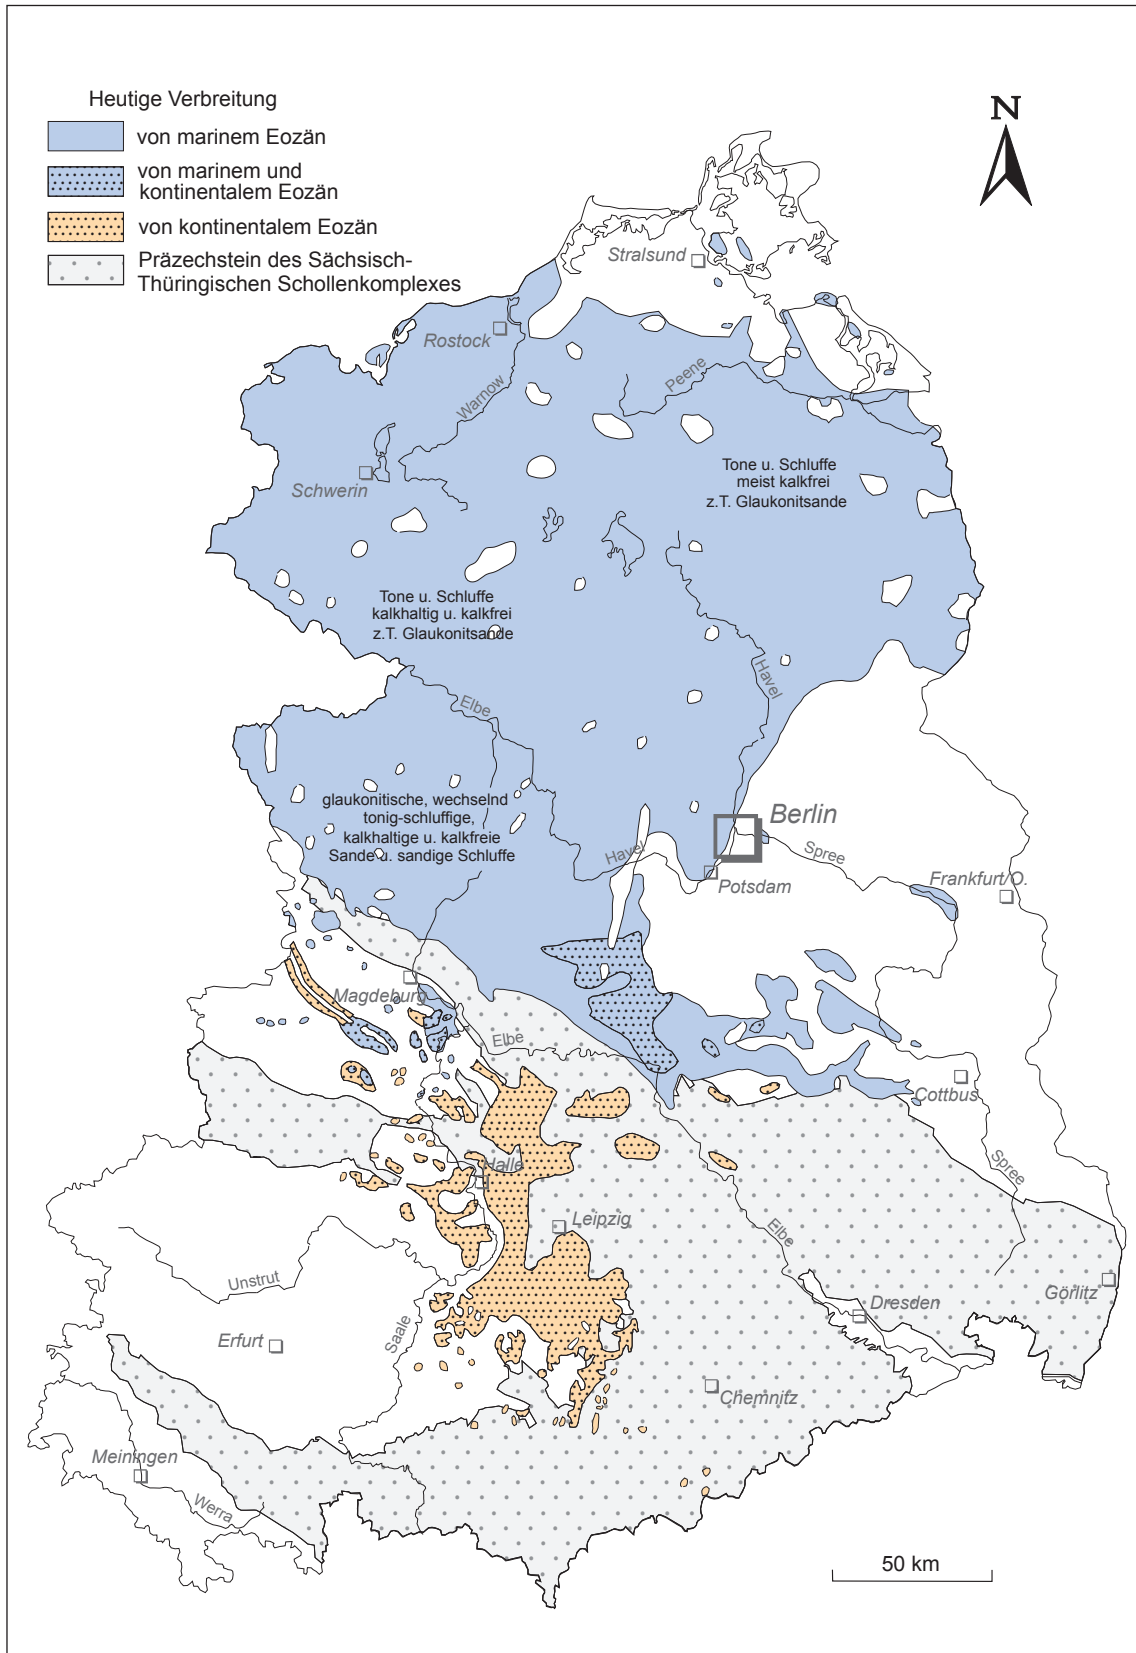 Heutige Verbreitung
von marinem Eozän
von marinem und
kontinentalem Eozän
von kontinentalem Eozän
Präzechstein des Sächsisch-
Thüringischen Schollenkomplexes
N
Stralsund
Rostock
Warnow
Peene
Schwerin
Tone u. Schluffe
meist kalkfrei
z.T. Glaukonitsande
Tone u. Schluffe
kalkhaltig u. kalkfrei
z.T. Glaukonitsande
Havel
Elbe
glaukonitische, wechselnd
tonig-schluffige,
kalkhaltige u. kalkfreie
Sande u. sandige Schluffe
Berlin
Havel
Spree
Potsdam
Frankfurt/O.
Magdeburg
Elbe
Cottbus
Halle
Spree
Leipzig
Elbe
Unstrut
Görlitz
Dresden
Erfurt
Saale
Chemnitz
Meiningen
Werra
50 km